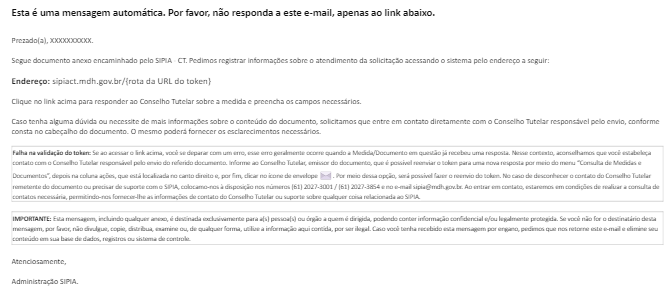 Esta é uma mensagem automática. Por favor, não responda a este e-mail, apenas ao link abaixo.
Prezado(a), XXXXXXXXXX.
Segue documento anexo encaminhado pelo SIPIA - CT. Pedimos registrar informações sobre o atendimento da solicitação acessando o sistema pelo endereço a seguir:
Endereço: sipiact.mdh.gov.br/{rota da URL do token}
Clique no link acima para responder ao Conselho Tutelar sobre a medida e preencha os campos necessários.
Caso tenha alguma dúvida ou necessite de mais informações sobre o conteúdo do documento, solicitamos que entre em contato diretamente com o Conselho Tutelar responsável pelo envio, conforme
consta no cabeçalho do documento. O mesmo poderá fornecer os esclarecimentos necessários.
Falha na validação do token: Se ao acessar o link acima, você se deparar com um erro, esse erro geralmente ocorre quando a Medida/Documento em questão já recebeu uma resposta. Nesse contexto, aconselhamos que você estabeleça
contato com o Conselho Tutelar responsável pelo envio do referido documento. Informe ao Conselho Tutelar, emissor do documento, que é possível reenviar o token para uma nova resposta por meio do menu "Consulta de Medidas e
Documentos", depois na coluna ações, que está localizada no canto direito e, por fim, clicar no ícone de envelope . Por meio dessa opção, será possível fazer o reenvio do token. No caso de desconhecer o contato do Conselho Tutelar
remetente do documento ou precisar de suporte com o SIPIA, colocamo-nos à disposição nos números (61) 2027-3001 / (61) 2027-3854 e no e-mail sipia@mdh.gov.br. Ao entrar em contato, estaremos em condições de realizar a consulta de
contatos necessária, permitindo-nos fornecer-lhe as informações de contato do Conselho Tutelar ou suporte sobre qualquer coisa relacionada ao SIPIA.
IMPORTANTE: Esta mensagem, incluindo qualquer anexo, é destinada exclusivamente para a(s) pessoa(s) ou órgão a quem é dirigida, podendo conter informação confidencial e/ou legalmente protegida. Se você não for o destinatário desta
mensagem, por favor, não divulgue, copie, distribua, examine ou, de qualquer forma, utilize a informação aqui contida, por ser ilegal. Caso você tenha recebido esta mensagem por engano, pedimos que nos retorne este e-mail e elimine seu
conteúdo em sua base de dados, registros ou sistema de controle.
Atenciosamente,
Administração SIPIA.